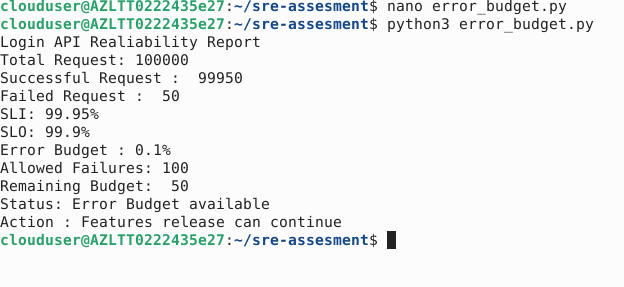 clouduser@AZLTT0222435e27:~/sre-assesment$ nano error_budget.py
clouduser@AZLTT0222435e27:~/sre-assesment$ python3 error_budget.py
Login API Realiability Report
Total Request: 100000
Successful Request :  99950
Failed Request :  50
SLI: 99.95%
SLO: 99.9%
Error Budget : 0.1%
Allowed Failures: 100
Remaining Budget:  50
Status: Error Budget available
Action : Features release can continue
clouduser@AZLTT0222435e27:~/sre-assesment$